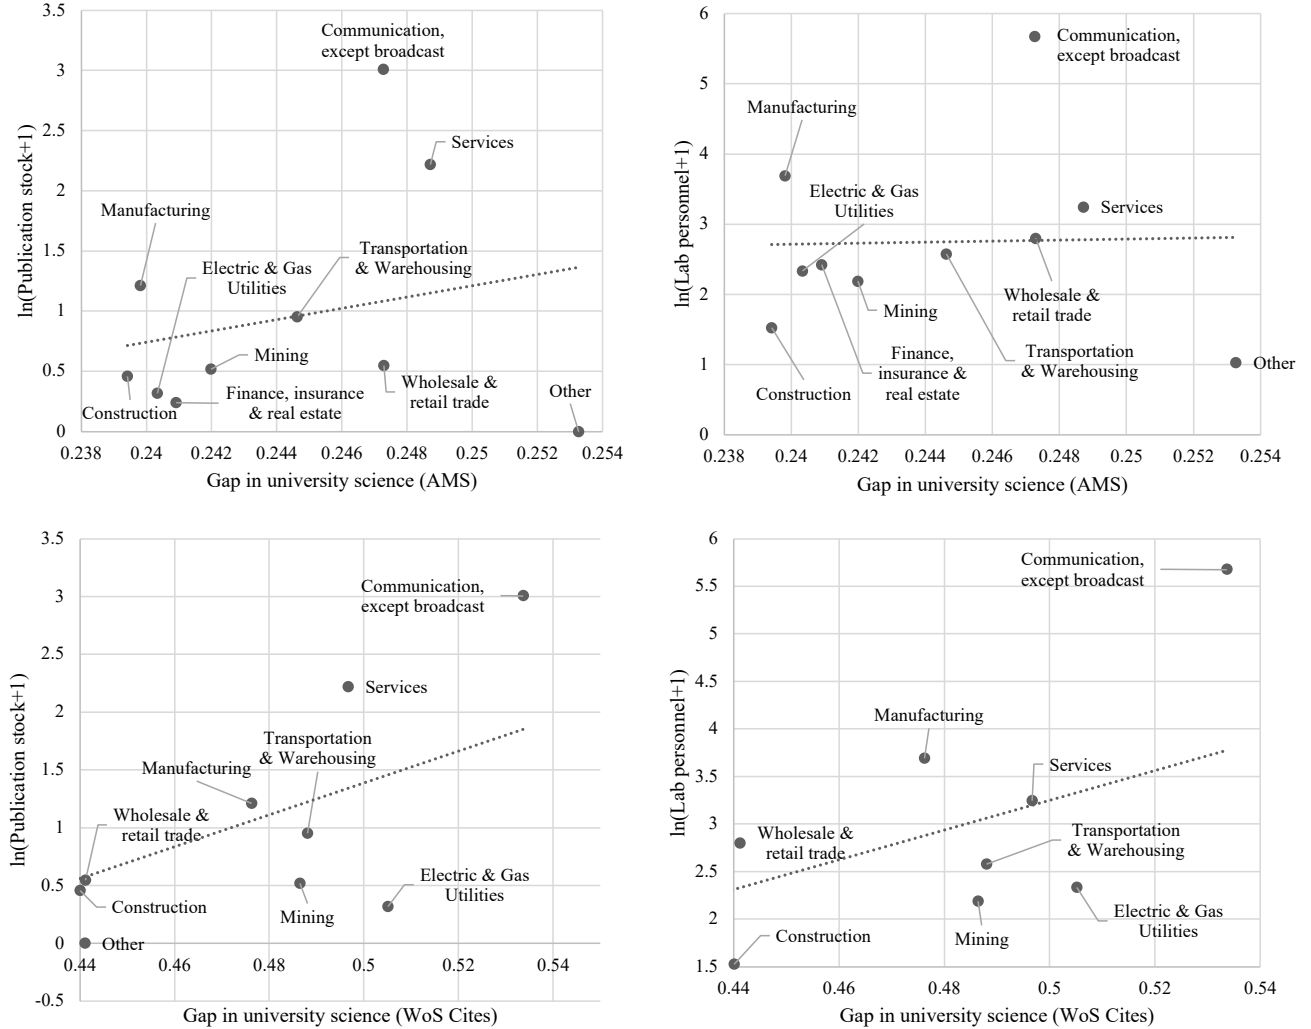 3.5
3
2.5
2
1.5
1
0.5
0
ln(Publication stock+1)
Communication,
except broadcast
Services
Manufacturing
Transportation
& Warehousing
Electric & Gas
Utilities
Mining
Finance, insurance
& real estate
Wholesale &
retail trade
Other
Construction
0.238
0.24
0.242
0.244
0.246
0.248
0.25
0.252
0.254
Gap in university science (AMS)
6
5
4
3
2
1
0
ln(Lab personnel+1)
Communication,
except broadcast
Manufacturing
Electric & Gas
Utilities
Services
Mining
Wholesale &
retail trade
Finance,
insurance &
real estate
Transportation
& Warehousing
Other
Construction
0.238
0.24
0.242
0.244
0.246
0.248
0.25
0.252
0.254
Gap in university science (AMS)
3.5
3
2.5
2
1.5
1
0.5
0
-0.5
ln(Publication stock+1)
Communication,
except broadcast
Services
Transportation
& Warehousing
Manufacturing
Wholesale &
retail trade
Electric & Gas
Utilities
Construction
Mining
Other
0.44
0.46
0.48
0.5
0.52
0.54
Gap in university science (WoS Cites)
6
5.5
5
4.5
4
3.5
3
2.5
2
1.5
ln(Lab personnel+1)
Communication,
except broadcast
Manufacturing
Services
Wholesale &
retail trade
Transportation
& Warehousing
Electric & Gas
Utilities
Construction
Mining
0.44
0.46
0.48
0.5
0.52
0.54
Gap in university science (WoS Cites)